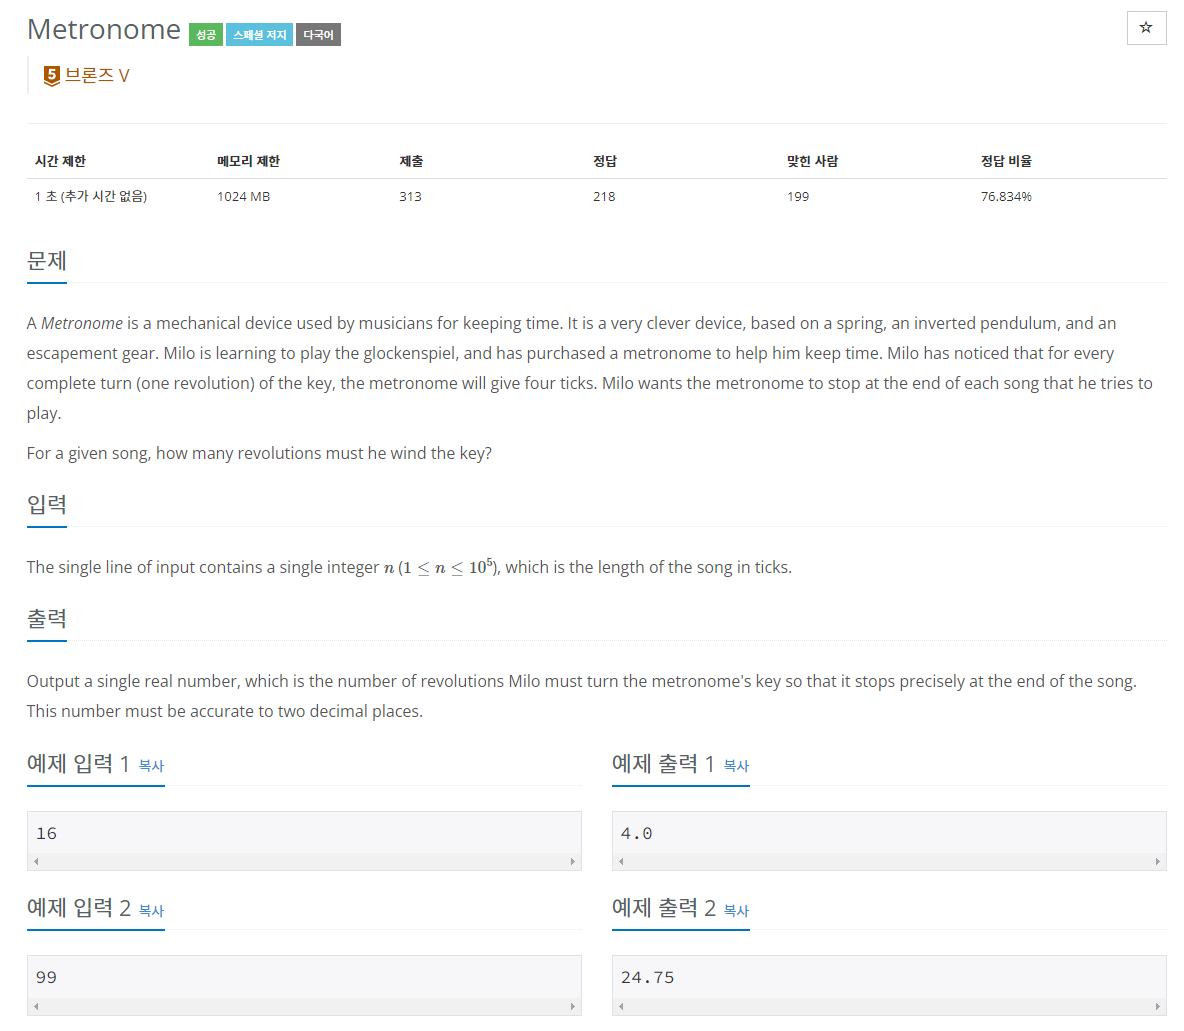 Metronome 성공 스페셜 저지 다국어
☆
5 브론즈 V
시간 제한 메모리 제한 제출 정답 맞힌 사람 정답 비율
1 초 (추가 시간 없음) 1024 MB 313 218 199 76.834%
문제
A Metronome is a mechanical device used by musicians for keeping time. It is a very clever device, based on a spring, an inverted pendulum, and an
escapement gear. Milo is learning to play the glockenspiel, and has purchased a metronome to help him keep time. Milo has noticed that for every
complete turn (one revolution) of the key, the metronome will give four ticks. Milo wants the metronome to stop at the end of each song that he tries to
play.
For a given song, how many revolutions must he wind the key?
입력
The single line of input contains a single integer n (1 ≤ n ≤ 10⁵), which is the length of the song in ticks.
출력
Output a single real number, which is the number of revolutions Milo must turn the metronome's key so that it stops precisely at the end of the song.
This number must be accurate to two decimal places.
예제 입력 1 복사
16
예제 출력 1 복사
4.0
예제 입력 2 복사
99
예제 출력 2 복사
24.75